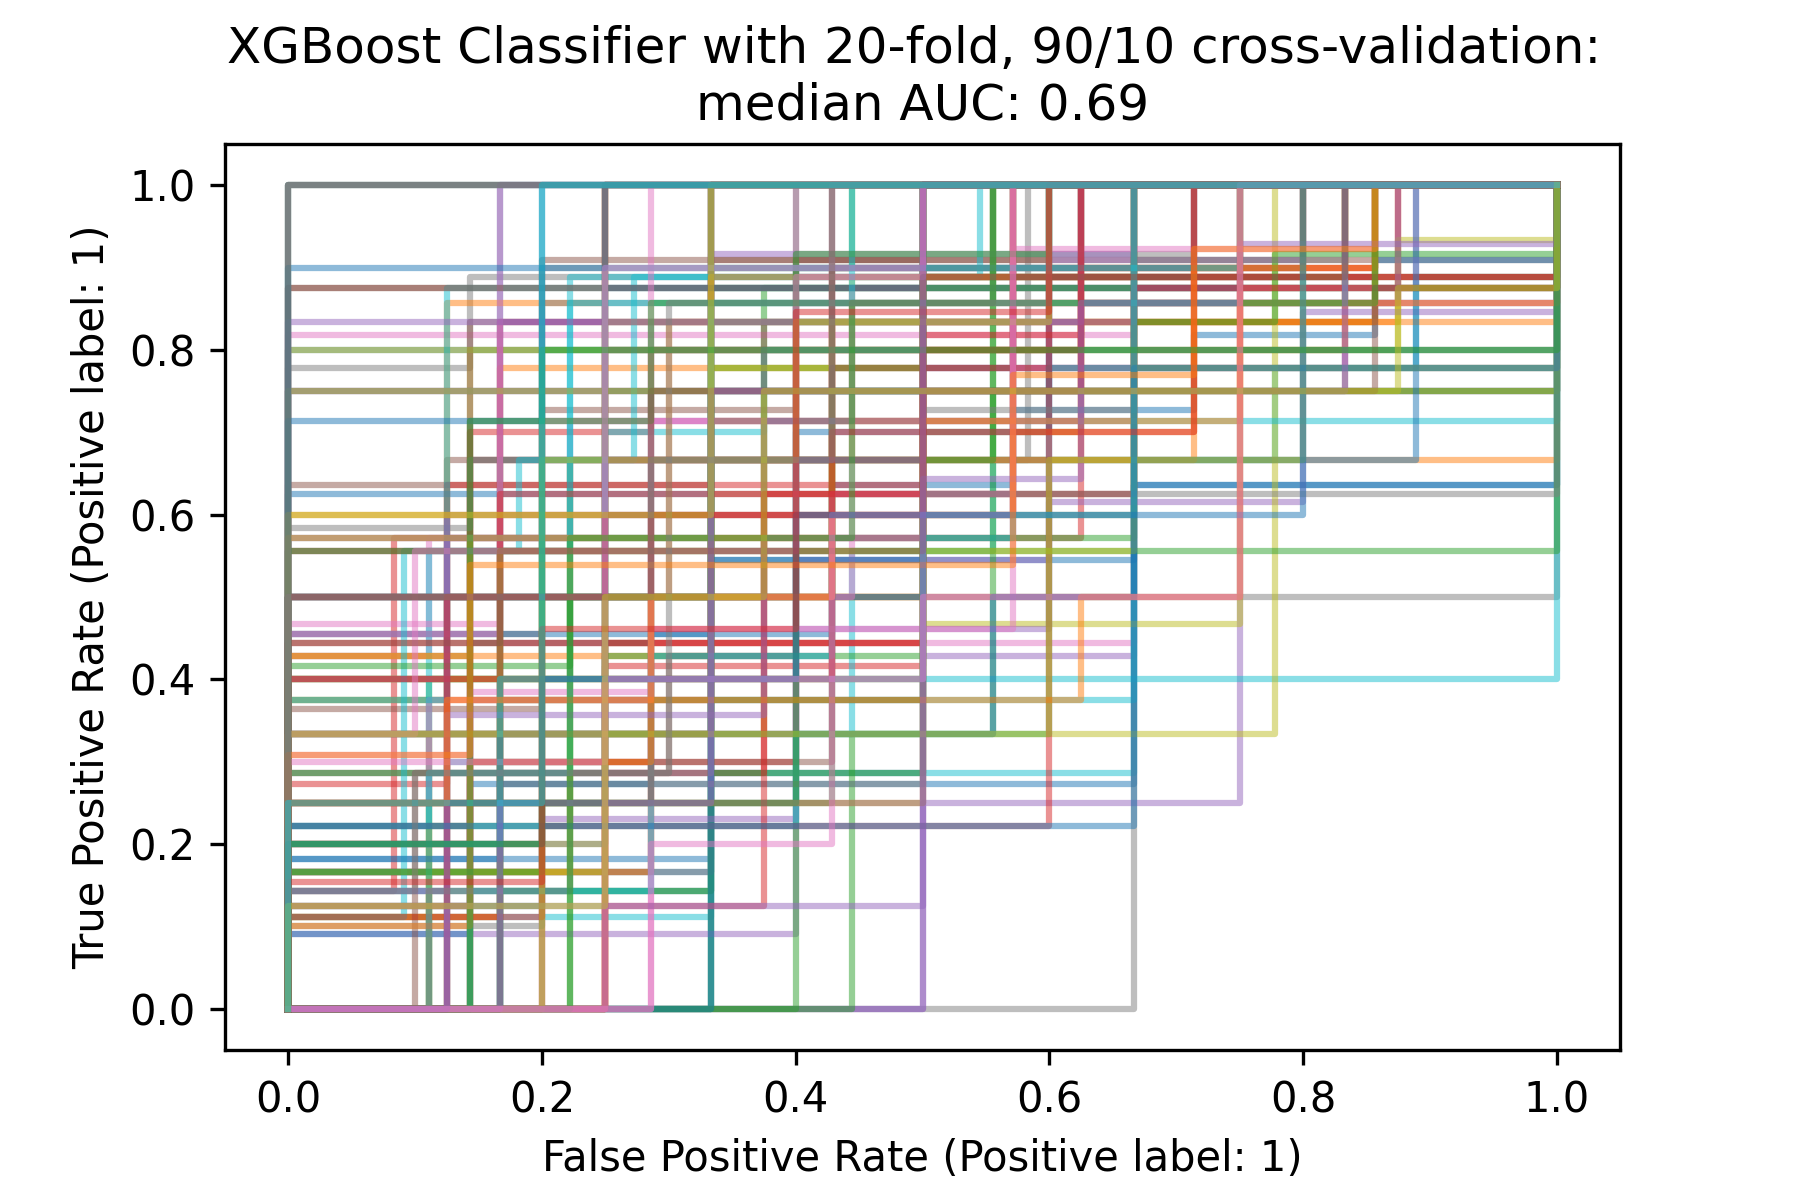 XGBoost Classifier with 20-fold, 90/10 cross-validation:
median AUC: 0.69
True Positive Rate (Positive label: 1)
1.0
0.8
0.6
0.4
0.2
0.0
0.0 0.2 0.4 0.6 0.8 1.0
False Positive Rate (Positive label: 1)